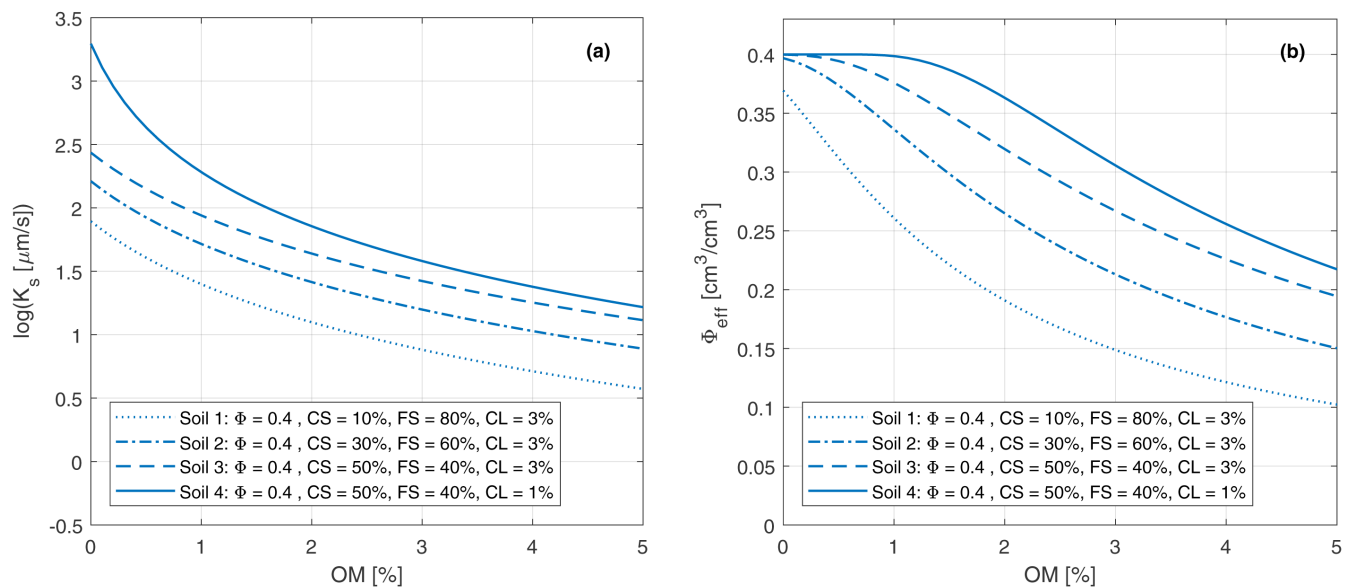 3.5
3
2.5
2
1.5
1
0.5
0
-0.5
log(K_s [μm/s])
(a)
Soil 1: Φ = 0.4 , CS = 10%, FS = 80%, CL = 3%
Soil 2: Φ = 0.4 , CS = 30%, FS = 60%, CL = 3%
Soil 3: Φ = 0.4 , CS = 50%, FS = 40%, CL = 3%
Soil 4: Φ = 0.4 , CS = 50%, FS = 40%, CL = 1%
0 1 2 3 4 5
OM [%]
0.4
0.35
0.3
0.25
0.2
0.15
0.1
0.05
0
Φ_eff [cm³/cm³]
(b)
Soil 1: Φ = 0.4 , CS = 10%, FS = 80%, CL = 3%
Soil 2: Φ = 0.4 , CS = 30%, FS = 60%, CL = 3%
Soil 3: Φ = 0.4 , CS = 50%, FS = 40%, CL = 3%
Soil 4: Φ = 0.4 , CS = 50%, FS = 40%, CL = 1%
0 1 2 3 4 5
OM [%]